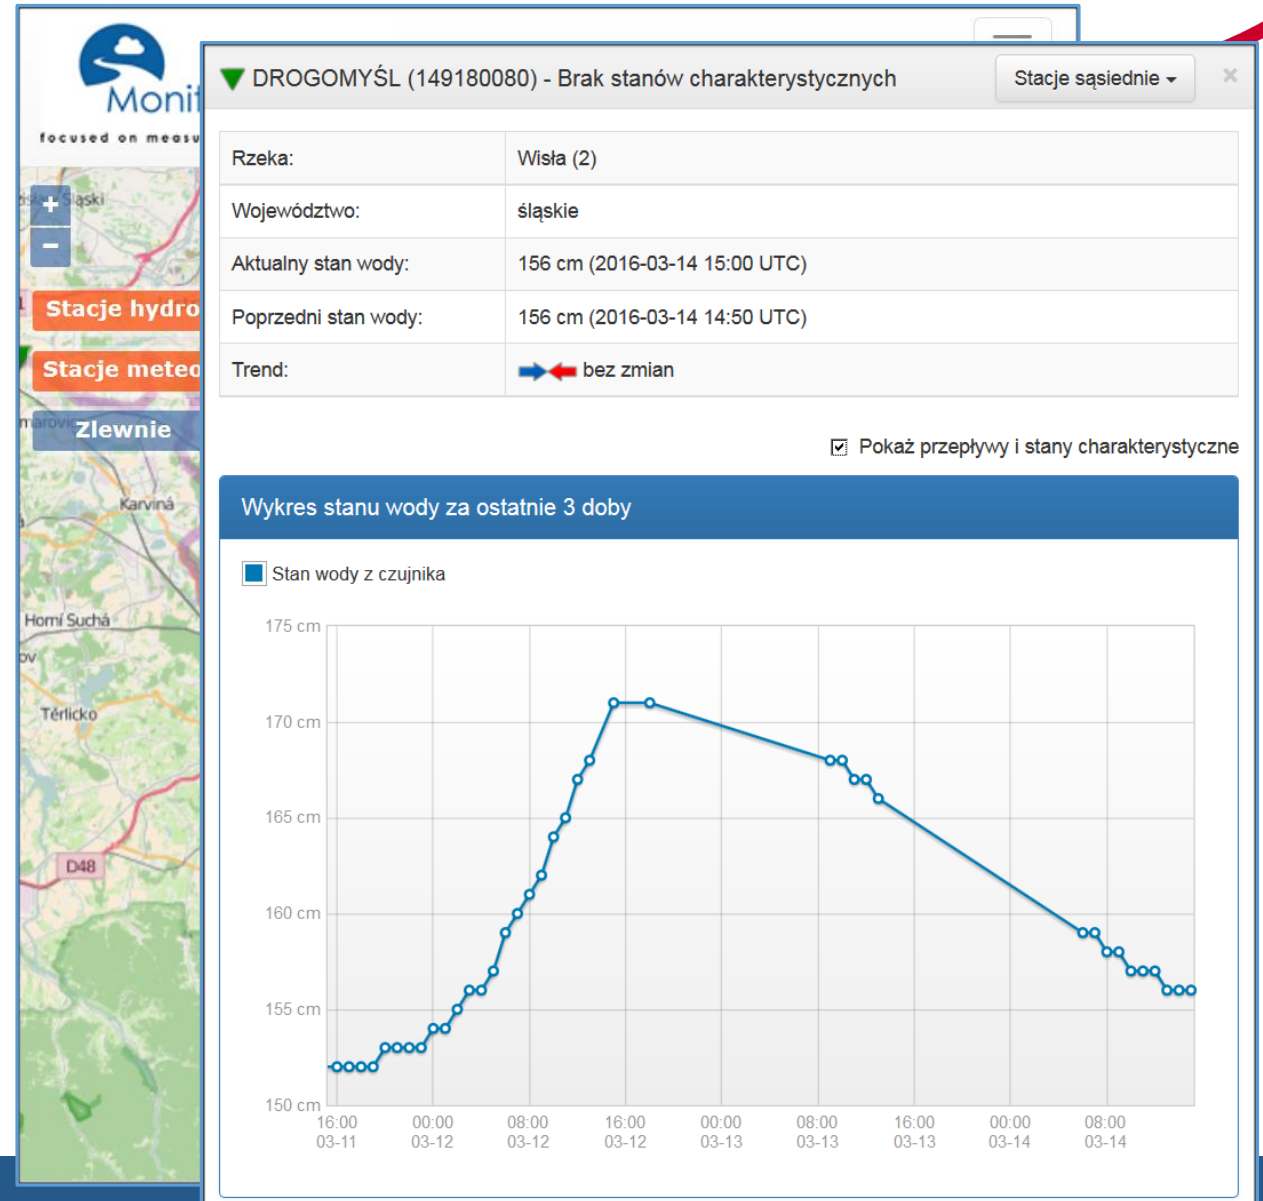 Monit
focused on measu
DROGOMYŚL (149180080) - Brak stanów charakterystycznych
Stacje sąsiednie
×
Rzeka: Wisła (2)
Województwo: śląskie
Aktualny stan wody: 156 cm (2016-03-14 15:00 UTC)
Poprzedni stan wody: 156 cm (2016-03-14 14:50 UTC)
Trend: bez zmian
Pokaż przepływy i stany charakterystyczne
Wykres stanu wody za ostatnie 3 doby
Stan wody z czujnika
175 cm
170 cm
165 cm
160 cm
155 cm
150 cm
16:00 00:00 08:00 16:00 00:00 08:00 16:00 00:00 08:00
03-11 03-12 03-12 03-12 03-13 03-13 03-13 03-14 03-14
Śląski
+
−
Stacje hydro
Stacje meteo
Zlewnie
Karviná
Horní Suchá
Těrlicko
D48